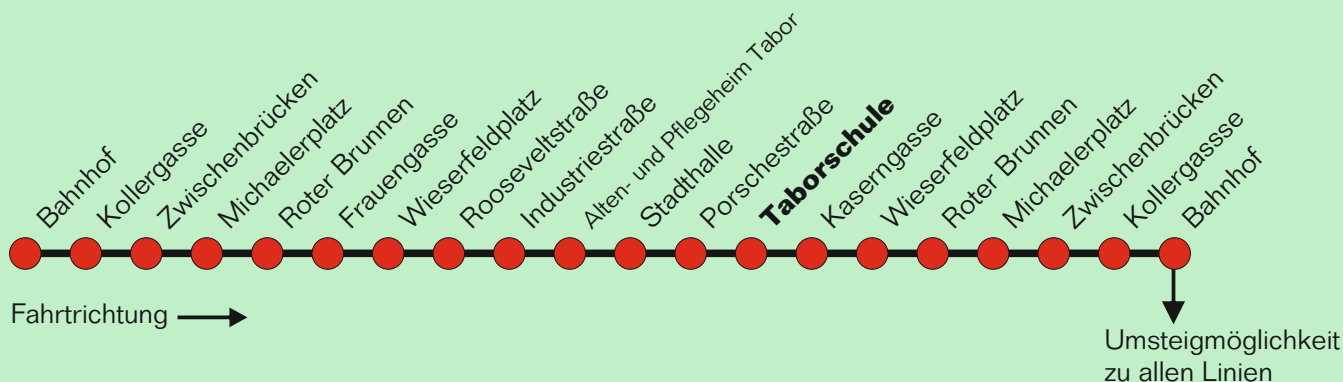 Bahnhof
Kollergasse
Zwischenbrücken
Michaelerplatz
Roter Brunnen
Frauengasse
Wieserfeldplatz
Rooseveltstraße
Industriestraße
Alten- und Pflegeheim Tabor
Stadthalle
Porschestraße
Taborschule
Kaserngasse
Wieserfeldplatz
Roter Brunnen
Michaelerplatz
Zwischenbrücken
Kollergassse
Bahnhof
Fahrtrichtung
Umsteigmöglichkeit
zu allen Linien